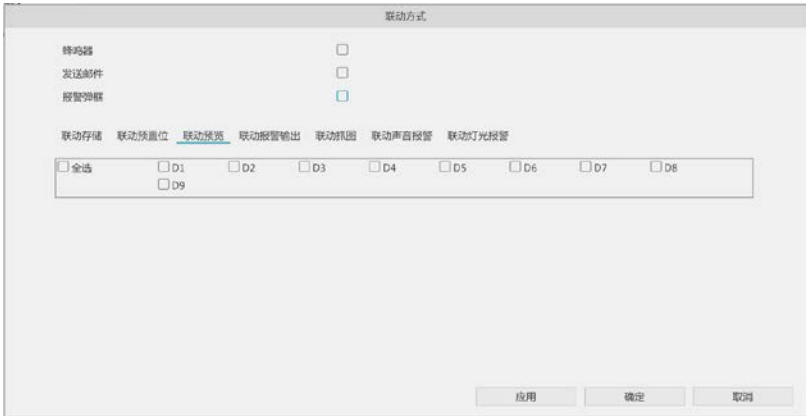 联动方式
蜂鸣器
发送邮件
报警弹框
联动存储 联动预置位 联动预览 联动报警输出 联动抓图 联动声音报警 联动灯光报警
全选 D1 D2 D3 D4 D5 D6 D7 D8
D9
应用 确定 取消